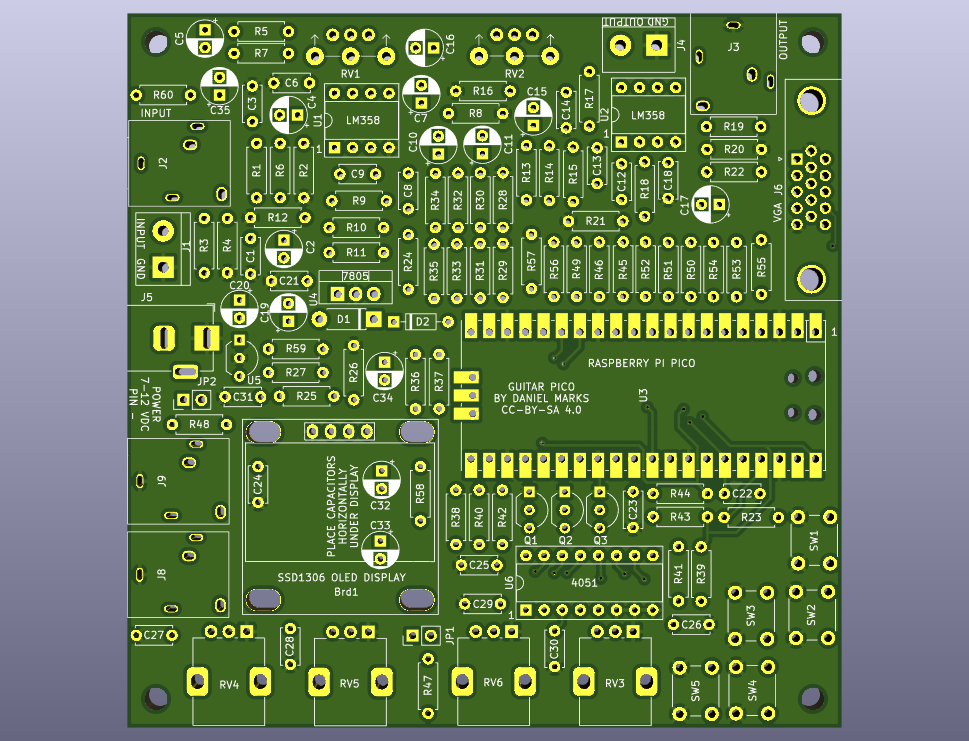 C5
R5
R7
RV1
C16
RV2
GND OUTPUT
J4
J3
OUTPUT
R60
INPUT
C35
C3
C6
C4
U1
LM358
1
C7
R16
R8
C15
C14
R17
U2
LM358
1
R19
R20
R22
J2
R1
R6
R2
C10
C11
C9
C8
R34
R32
R30
R28
R13
R14
R15
C13
C12
R18
C18
C17
VGA J6
INPUT
GND
J1
R3
R4
C1
R12
C2
R9
R10
R11
R24
R35
R33
R31
R29
R57
R21
R56
R49
R46
R45
R52
R51
R50
R54
R53
R55
C21
7805
U4
J5
C20
C19
D1
D2
1
R59
R27
U5
R26
C34
R36
R37
RASPBERRY PI PICO
GUITAR PICO
BY DANIEL MARKS
CC-BY-SA 4.0
U3
JP2
C31
R25
POWER
7-12 VDC
PIN -
R48
J9
C24
PLACE CAPACITORS
HORIZONTALLY
UNDER DISPLAY
C32
C33
R58
R38
R40
R42
Q1
Q2
Q3
C23
R44
R43
C22
R23
SW1
J8
SSD1306 OLED DISPLAY
Brd1
C25
C29
U6
4051
1
R41
R39
C26
SW3
SW2
C27
C28
JP1
C30
RV4
RV5
R47
RV6
RV3
SW5
SW4